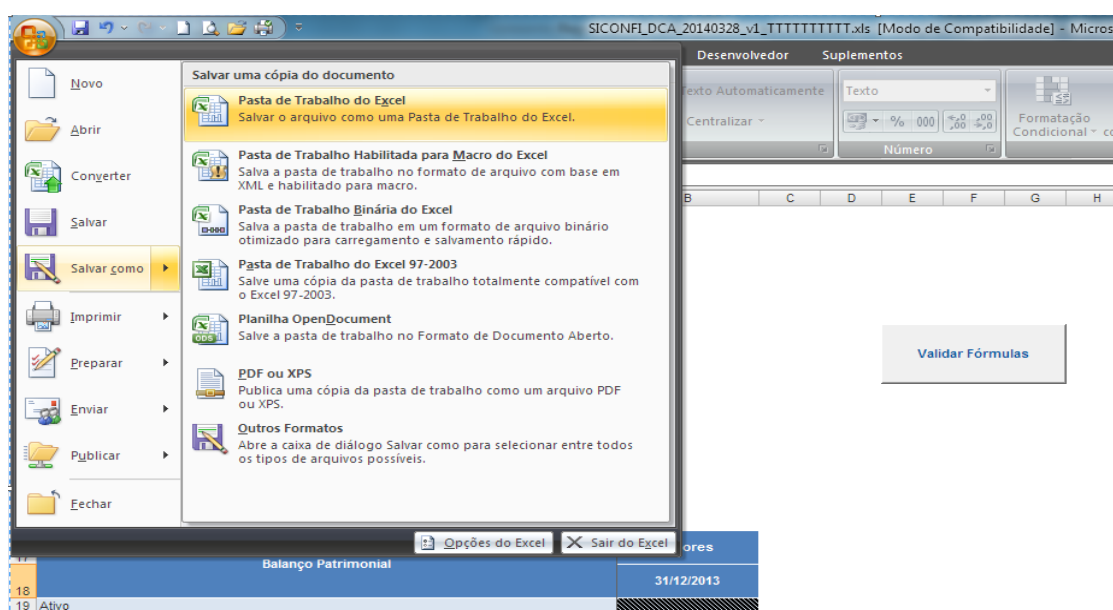 SICONFI_DCA_20140328_v1_TTTTTTTTTT.xls [Modo de Compatibilidade] - Micros
Desenvolvedor Suplementos
Novo
Abrir
Converter
Salvar
Salvar como
Imprimir
Preparar
Enviar
Publicar
Fechar
Salvar uma cópia do documento
Pasta de Trabalho do Excel
Salvar o arquivo como uma Pasta de Trabalho do Excel.
Pasta de Trabalho Habilitada para Macro do Excel
Salva a pasta de trabalho no formato de arquivo com base em
XML e habilitado para macro.
Pasta de Trabalho Binária do Excel
Salva a pasta de trabalho em um formato de arquivo binário
otimizado para carregamento e salvamento rápido.
Pasta de Trabalho do Excel 97-2003
Salve uma cópia da pasta de trabalho totalmente compatível com
o Excel 97-2003.
Planilha OpenDocument
Salve a pasta de trabalho no Formato de Documento Aberto.
PDF ou XPS
Publica uma cópia da pasta de trabalho como um arquivo PDF
ou XPS.
Outros Formatos
Abre a caixa de diálogo Salvar como para selecionar entre todos
os tipos de arquivos possíveis.
Opções do Excel Sair do Excel
exto Automaticamente
Centralizar
Texto
% 000
Número
Formatação
Condicional
B C D E F G H
Validar Fórmulas
ores
17
Balanço Patrimonial
31/12/2013
18
19 Ativo